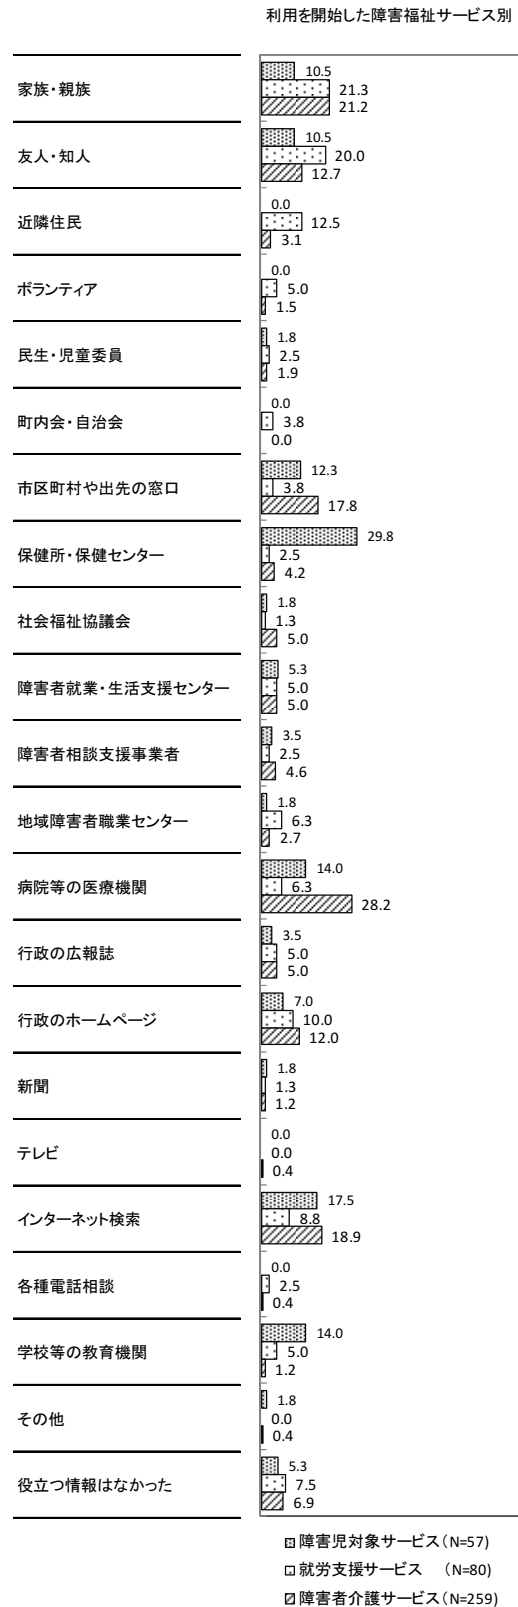 利用を開始した障害福祉サービス別
家族・親族
10.5
21.3
21.2
友人・知人
10.5
20.0
12.7
近隣住民
0.0
12.5
3.1
ボランティア
0.0
5.0
1.5
民生・児童委員
1.8
2.5
1.9
町内会・自治会
0.0
3.8
0.0
市区町村や出先の窓口
12.3
3.8
17.8
保健所・保健センター
29.8
2.5
4.2
社会福祉協議会
1.8
1.3
5.0
障害者就業・生活支援センター
5.3
5.0
5.0
障害者相談支援事業者
3.5
2.5
4.6
地域障害者職業センター
1.8
6.3
2.7
病院等の医療機関
14.0
6.3
28.2
行政の広報誌
3.5
5.0
5.0
行政のホームページ
7.0
10.0
12.0
新聞
1.8
1.3
1.2
テレビ
0.0
0.0
0.4
インターネット検索
17.5
8.8
18.9
各種電話相談
0.0
2.5
0.4
学校等の教育機関
14.0
5.0
1.2
その他
1.8
0.0
0.4
役立つ情報はなかった
5.3
7.5
6.9
障害児対象サービス(N=57)
就労支援サービス (N=80)
障害者介護サービス(N=259)